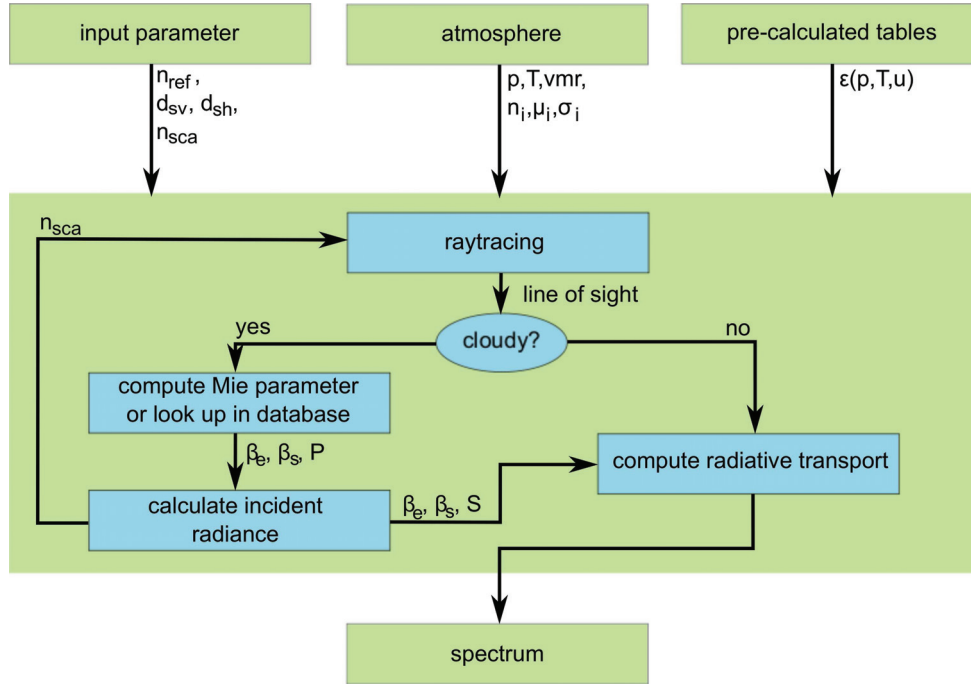 input parameter
atmosphere
pre-calculated tables
n_ref ,
d_sv, d_sh,
n_sca
p,T,vmr,
n_i,μ_i,σ_i
ε(p,T,u)
n_sca
raytracing
line of sight
yes
cloudy?
no
compute Mie parameter
or look up in database
β_e, β_s, P
compute radiative transport
calculate incident
radiance
β_e, β_s, S
spectrum